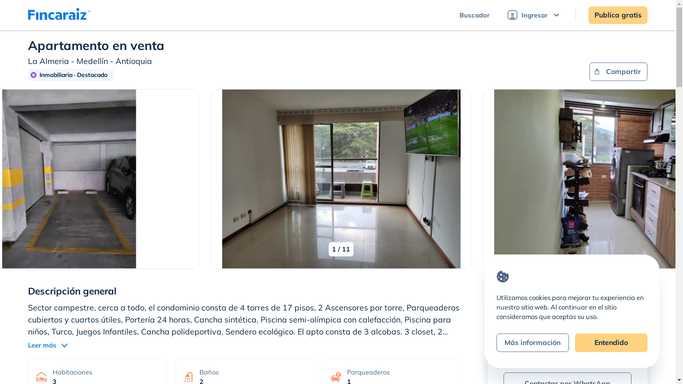 Fincaraiz
Buscador
Ingresar
Publica gratis
Apartamento en venta
La Almeria - Medellín - Antioquia
Inmobiliaria · Destacado
Compartir
1 / 11
Descripción general
Sector campestre, cerca a todo, el condominio consta de 4 torres de 17 pisos, 2 Ascensores por torre, Parqueaderos
cubiertos y cuartos útiles, Portería 24 horas, Cancha sintética, Piscina semi-olímpica con calefacción, Piscina para
niños, Turco, Juegos Infantiles, Cancha polideportiva, Sendero ecológico. El apto consta de 3 alcobas, 3 closet, 2...
Leer más
Habitaciones
3
Baños
2
Parqueaderos
1
Utilizamos cookies para mejorar tu experiencia en
nuestro sitio web. Al continuar en el sitio
consideramos que aceptas su uso.
Más información
Entendido
Contactar por WhatsApp